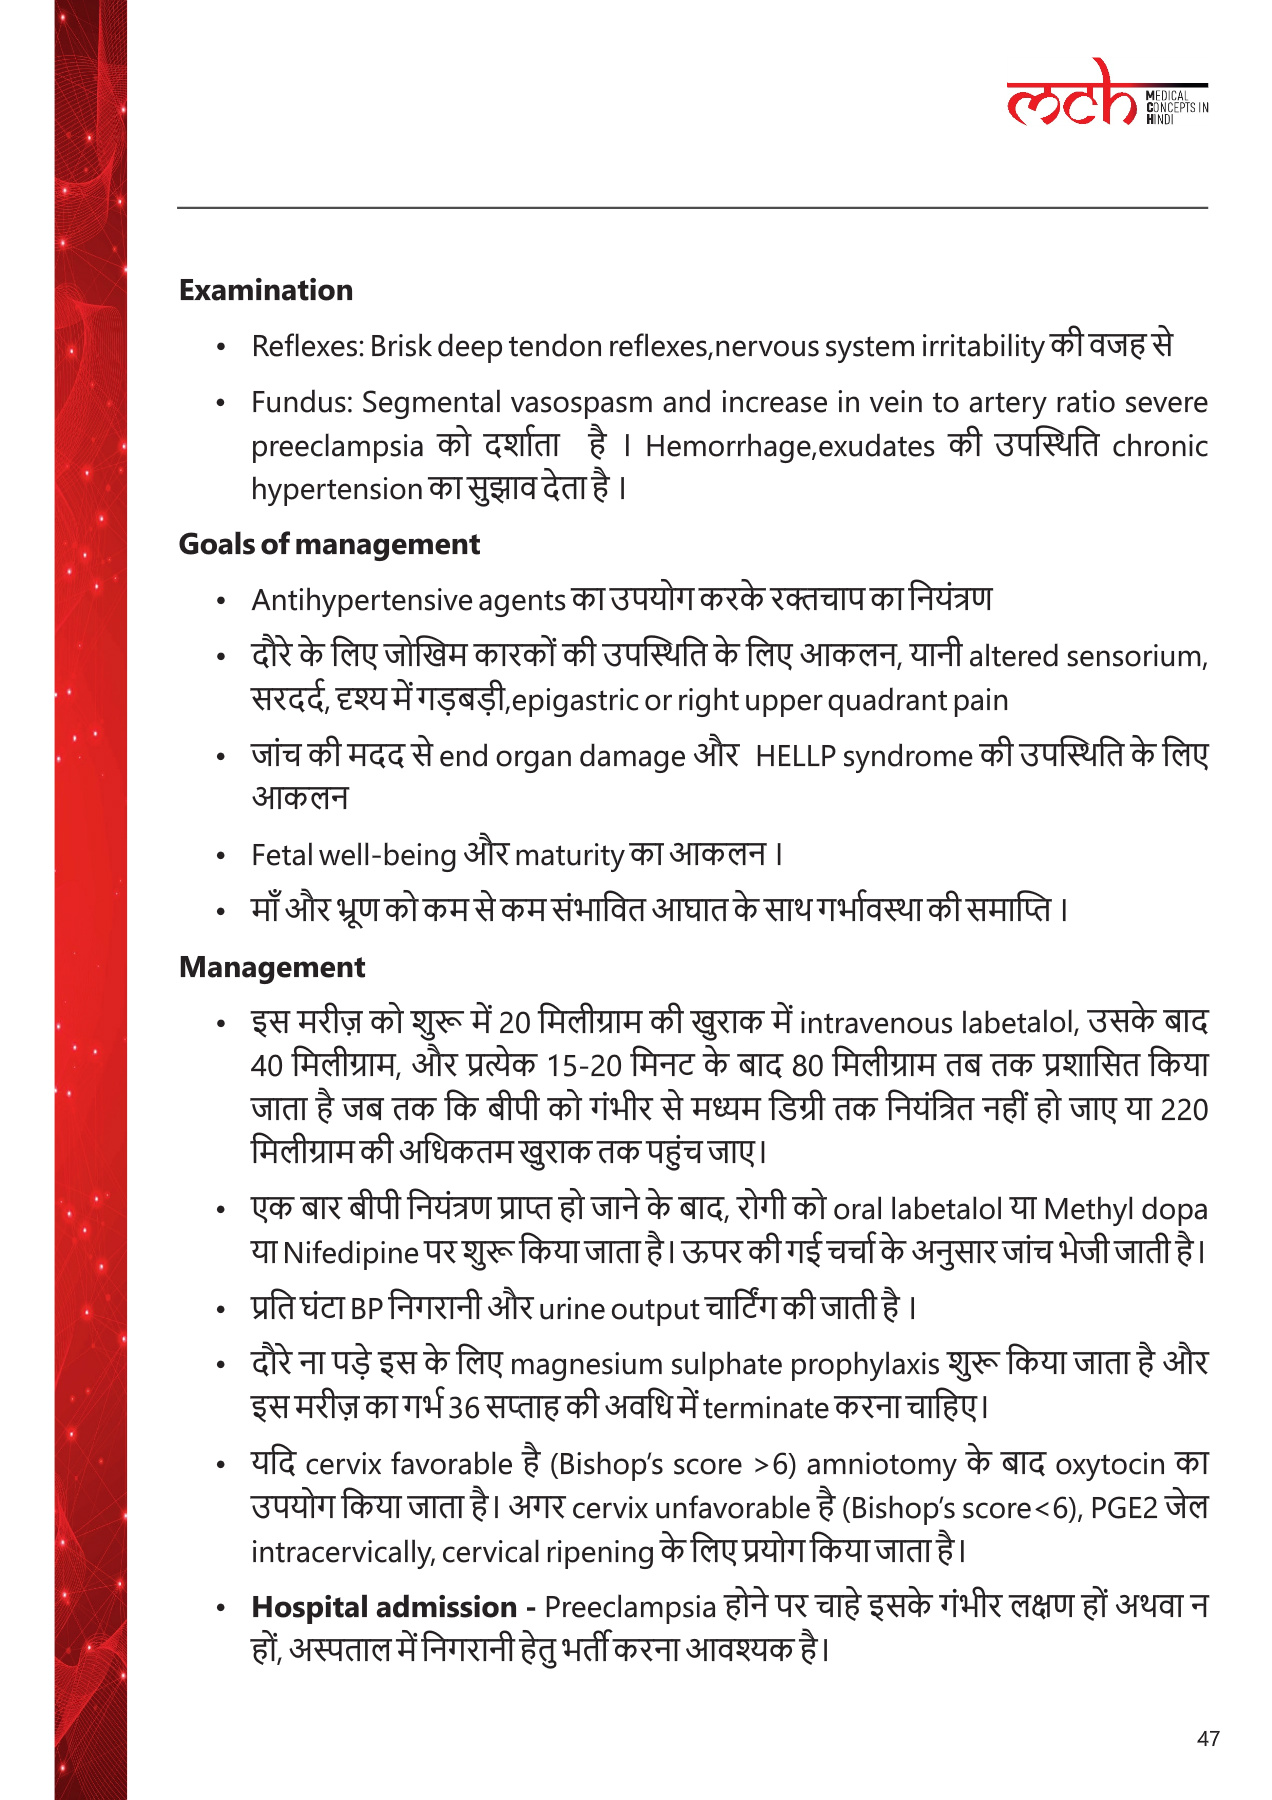 mch MEDICAL
CONCEPTS IN
HINDI
Examination
• Reflexes: Brisk deep tendon reflexes,nervous system irritability की वजह से
• Fundus: Segmental vasospasm and increase in vein to artery ratio severe
preeclampsia को दर्शाता है । Hemorrhage,exudates की उपस्थिति chronic
hypertension का सुझाव देता है ।
Goals of management
• Antihypertensive agents का उपयोग करके रक्तचाप का नियंत्रण
• दौरे के लिए जोखिम कारकों की उपस्थिति के लिए आकलन, यानी altered sensorium,
सरदर्द, दृश्य में गड़बड़ी,epigastric or right upper quadrant pain
• जांच की मदद से end organ damage और HELLP syndrome की उपस्थिति के लिए
आकलन
• Fetal well-being और maturity का आकलन ।
• माँ और भ्रूण को कम से कम संभावित आघात के साथ गर्भावस्था की समाप्ति ।
Management
• इस मरीज़ को शुरू में 20 मिलीग्राम की खुराक में intravenous labetalol, उसके बाद
40 मिलीग्राम, और प्रत्येक 15-20 मिनट के बाद 80 मिलीग्राम तब तक प्रशासित किया
जाता है जब तक कि बीपी को गंभीर से मध्यम डिग्री तक नियंत्रित नहीं हो जाए या 220
मिलीग्राम की अधिकतम खुराक तक पहुंच जाए।
• एक बार बीपी नियंत्रण प्राप्त हो जाने के बाद, रोगी को oral labetalol या Methyl dopa
या Nifedipine पर शुरू किया जाता है। ऊपर की गई चर्चा के अनुसार जांच भेजी जाती है।
• प्रति घंटा BP निगरानी और urine output चार्टिंग की जाती है ।
• दौरे ना पड़े इस के लिए magnesium sulphate prophylaxis शुरू किया जाता है और
इस मरीज़ का गर्भ 36 सप्ताह की अवधि में terminate करना चाहिए।
• यदि cervix favorable है (Bishop’s score >6) amniotomy के बाद oxytocin का
उपयोग किया जाता है। अगर cervix unfavorable है (Bishop’s score<6), PGE2 जेल
intracervically, cervical ripening के लिए प्रयोग किया जाता है।
• Hospital admission - Preeclampsia होने पर चाहे इसके गंभीर लक्षण हों अथवा न
हों, अस्पताल में निगरानी हेतु भर्ती करना आवश्यक है।
47